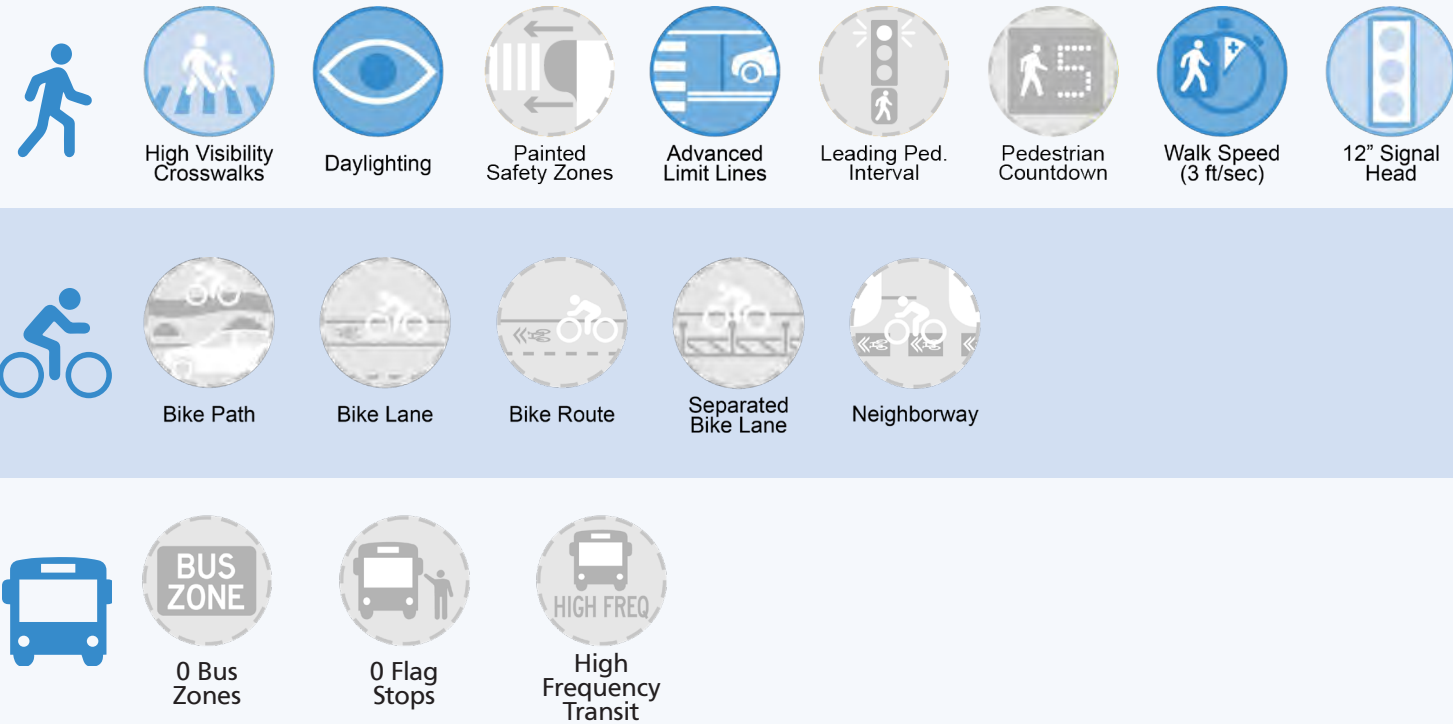 High Visibility
Crosswalks
Daylighting
Painted
Safety Zones
Advanced
Limit Lines
Leading Ped.
Interval
5
Pedestrian
Countdown
Walk Speed
(3 ft/sec)
12” Signal
Head
Bike Path
Bike Lane
Bike Route
Separated
Bike Lane
Neighborway
BUS
ZONE
0 Bus
Zones
0 Flag
Stops
HIGH FREQ
High
Frequency
Transit